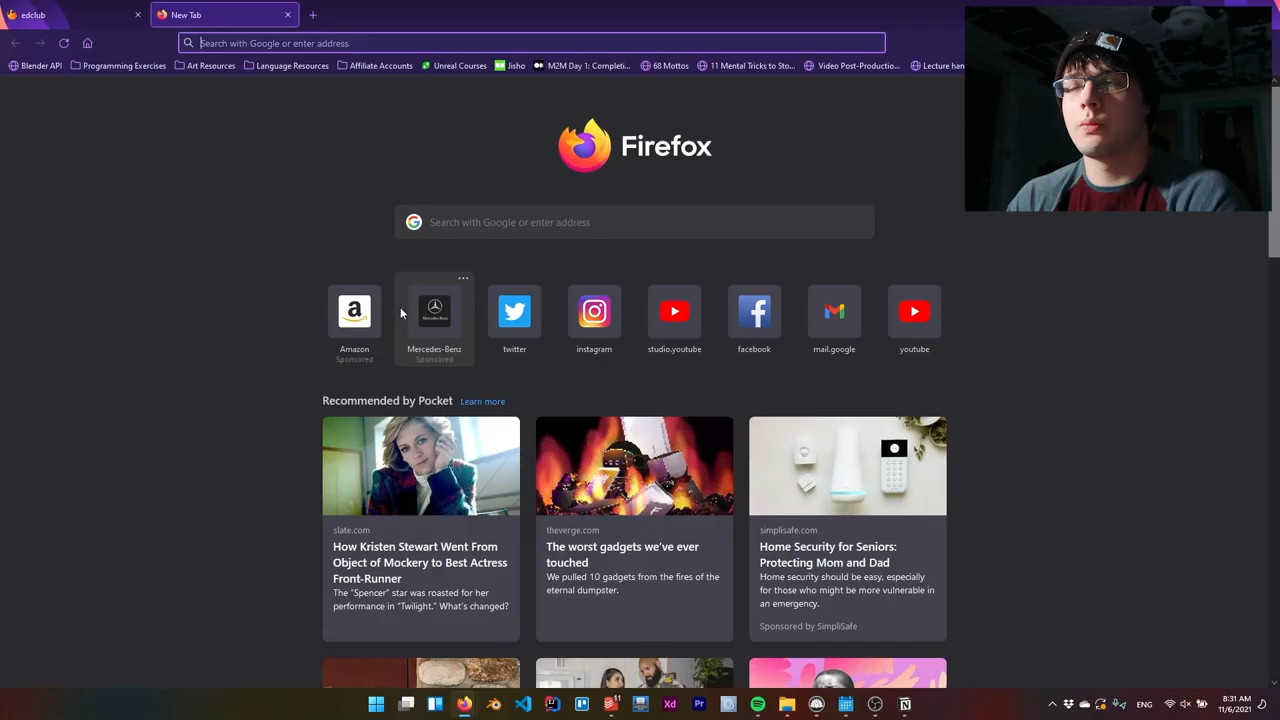 edclub
New Tab
Search with Google or enter address
Blender API
Programming Exercises
Art Resources
Language Resources
Affiliate Accounts
Unreal Courses
Jisho
M2M Day 1: Completi...
68 Mottos
11 Mental Tricks to Sto...
Video Post-Productio...
Lecture han
Firefox
Search with Google or enter address
Amazon
Sponsored
Mercedes-Benz
Sponsored
twitter
instagram
studio.youtube
facebook
mail.google
youtube
Recommended by Pocket Learn more
slate.com
How Kristen Stewart Went From
Object of Mockery to Best Actress
Front-Runner
The “Spencer” star was roasted for her
performance in “Twilight.” What’s changed?
theverge.com
The worst gadgets we’ve ever
touched
We pulled 10 gadgets from the fires of the
eternal dumpster.
simplisafe.com
Home Security for Seniors:
Protecting Mom and Dad
Home security should be easy, especially
for those who might be more vulnerable in
an emergency.
Sponsored by SimpliSafe
11
Xd
Pr
ENG
8:31 AM
11/6/2021